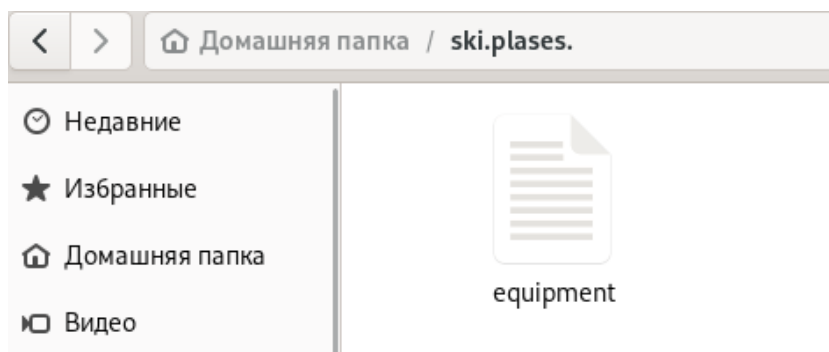 Домашняя папка / ski.plases.
Недавние
Избранные
Домашняя папка
Видео
equipment